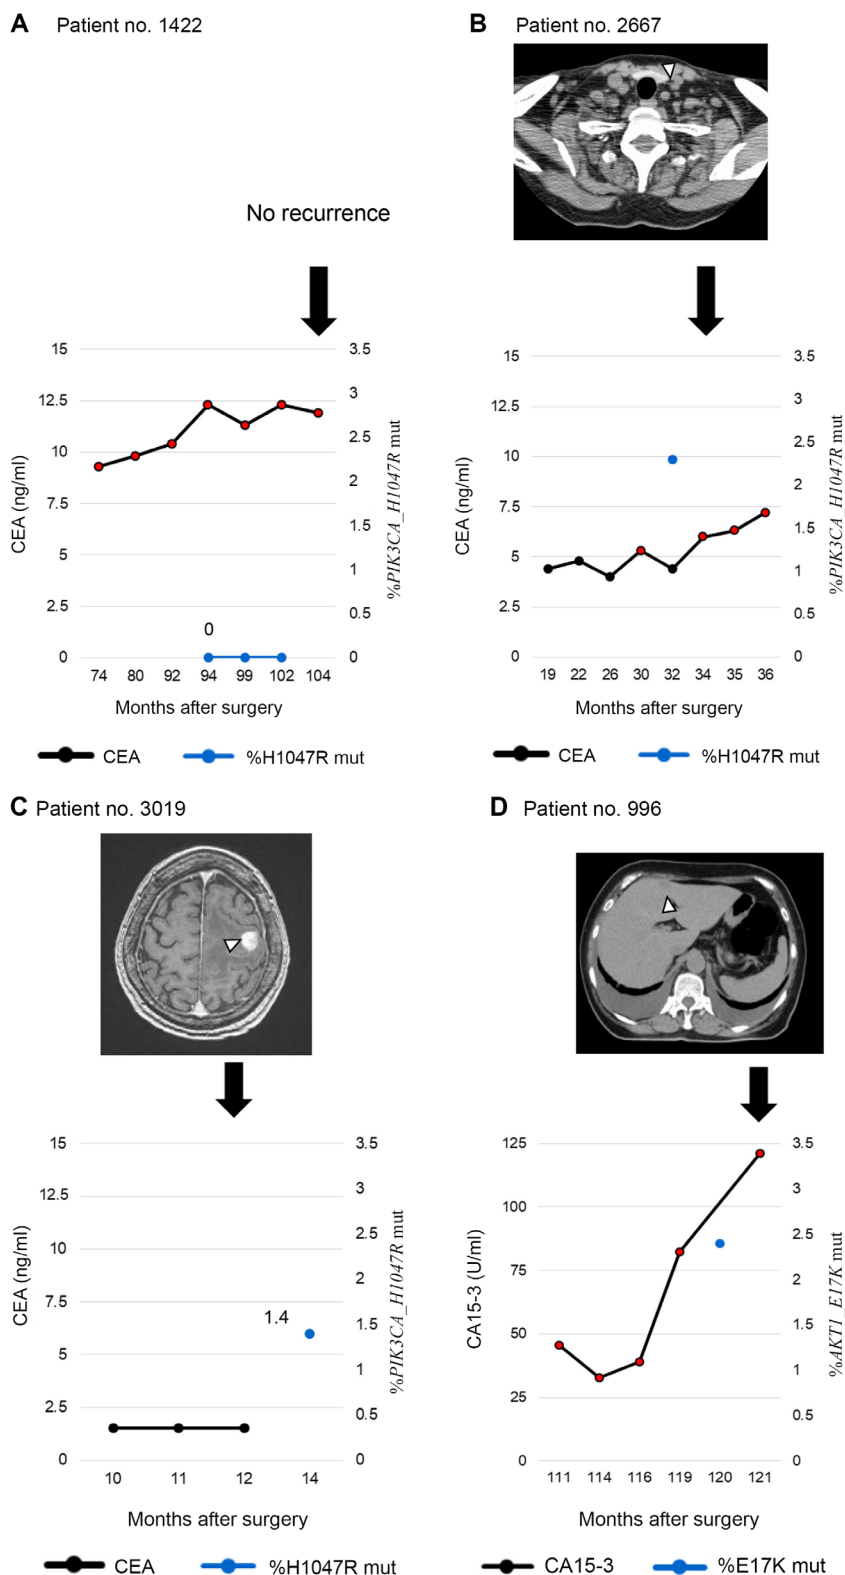 A Patient no. 1422
No recurrence
15
12.5
10
7.5
5
2.5
0
CEA (ng/ml)
3.5
3
2.5
2
1.5
1
0.5
0
%PIK3CA_H1047R mut
0
74 80 92 94 99 102 104
Months after surgery
CEA %H1047R mut
B Patient no. 2667
15
12.5
10
7.5
5
2.5
0
CEA (ng/ml)
3.5
3
2.5
2
1.5
1
0.5
0
%PIK3CA_H1047R mut
19 22 26 30 32 34 35 36
Months after surgery
CEA %H1047R mut
C Patient no. 3019
15
12.5
10
7.5
5
2.5
0
CEA (ng/ml)
3.5
3
2.5
2
1.5
1
0.5
0
%PIK3CA_H1047R mut
1.4
10 11 12 14
Months after surgery
CEA %H1047R mut
D Patient no. 996
125
100
75
50
25
0
CA15-3 (U/ml)
3.5
3
2.5
2
1.5
1
0.5
0
%AKT1_E17K mut
111 114 116 119 120 121
Months after surgery
CA15-3 %E17K mut